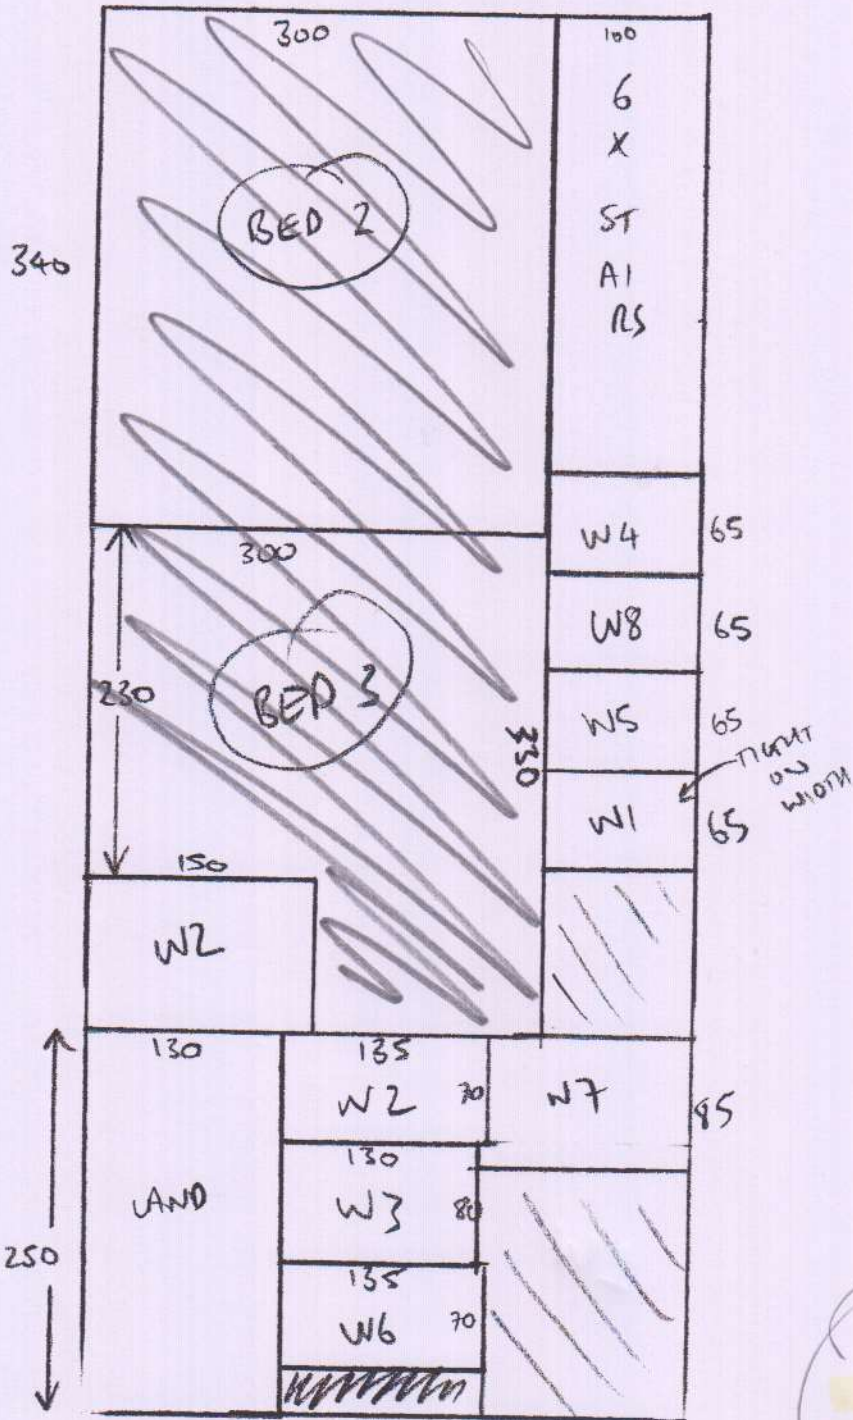 300
100
6
X
ST
AI
RS
BED 2
340
W4 65
300
W8 65
BED 3
230
W5 65
330
TIGHT
ON
WIDTH
W1 65
150
W2
130
135
W2 70
W7 85
130
LAND
W3 80
250
135
W6 70